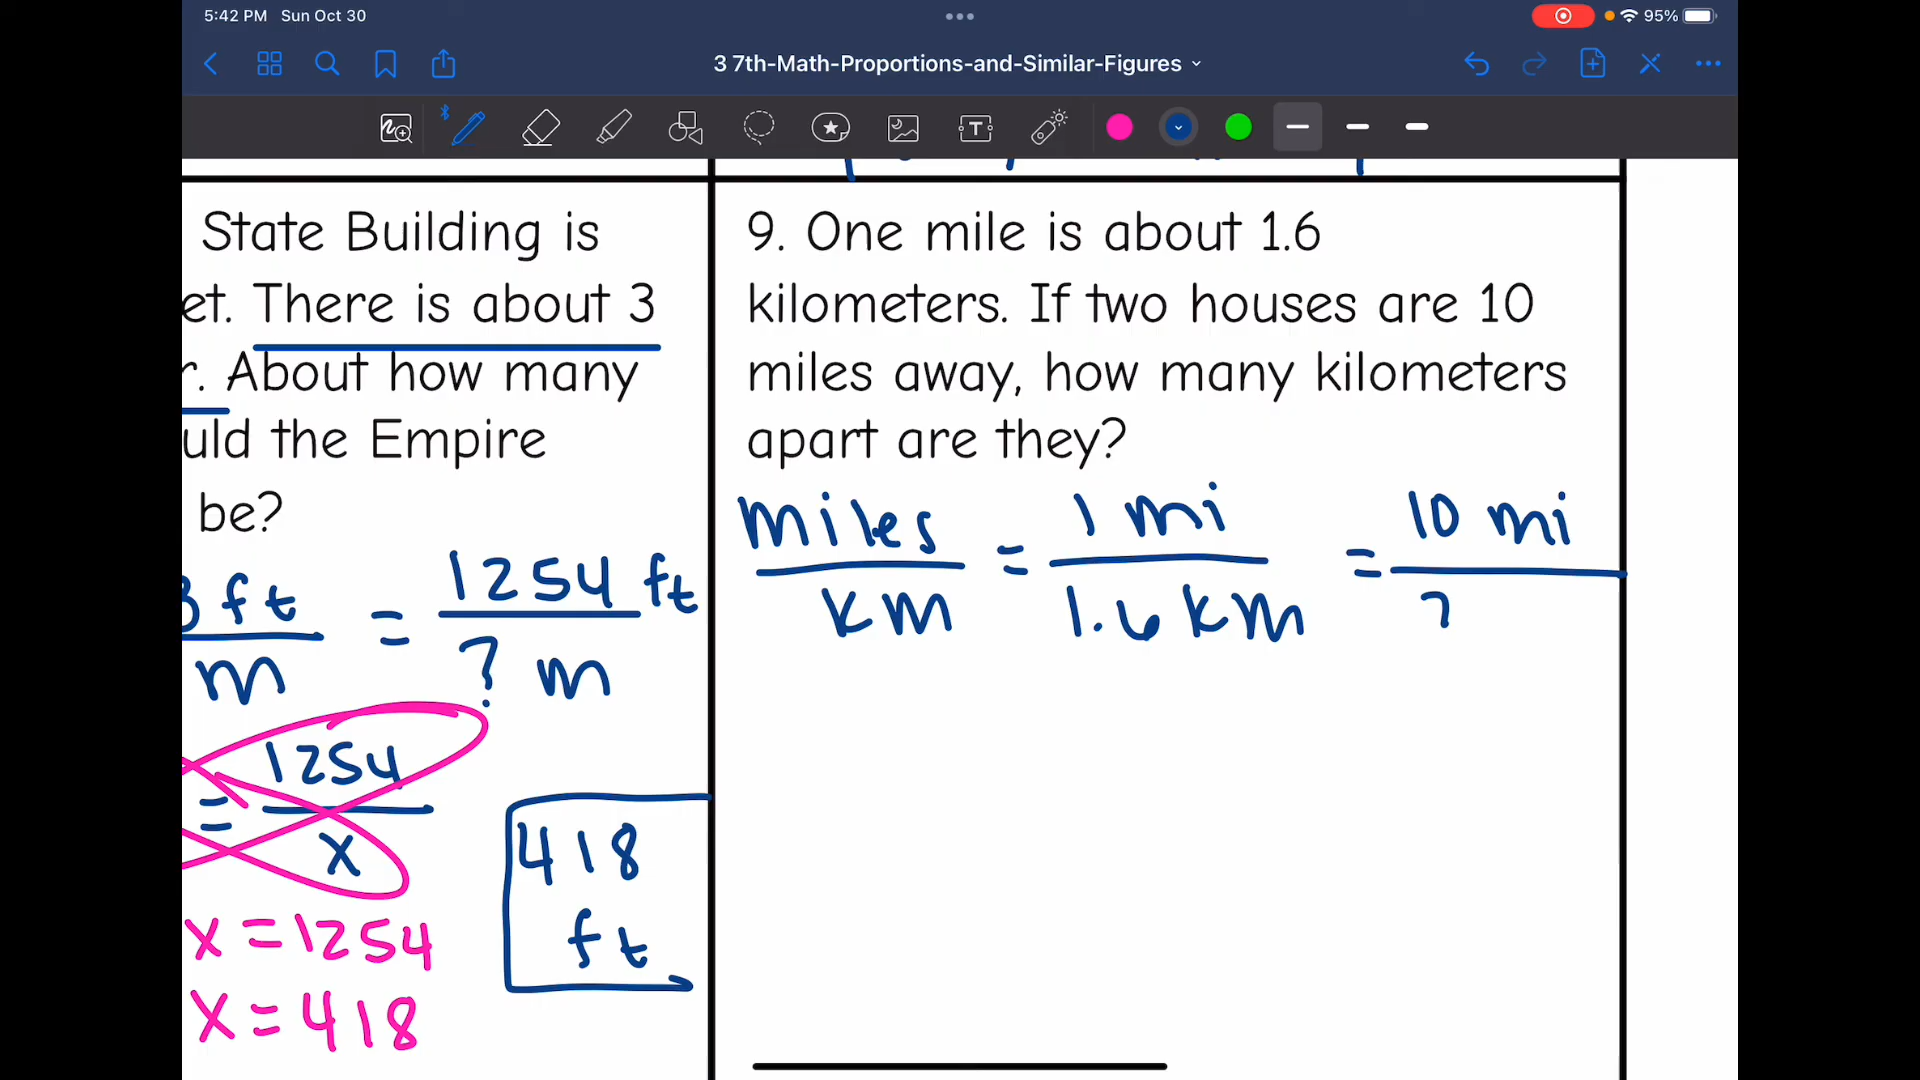 5:42 PM Sun Oct 30
95%
3 7th-Math-Proportions-and-Similar-Figures
State Building is
et. There is about 3
r. About how many
uld the Empire
be?
3 ft = 1254 ft
m ? m
= 1254
x
x = 1254
x = 418
418
ft
9. One mile is about 1.6
kilometers. If two houses are 10
miles away, how many kilometers
apart are they?
miles = 1 mi = 10 mi
km 1.6 km ?